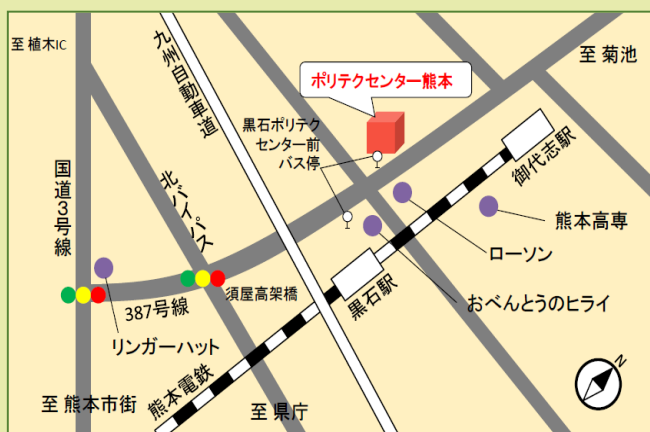 至 植木IC
九州自動車道
ポリテクセンター熊本
至 菊池
黒石ポリテク
センター前
バス停
国道3号線
北バイパス
御代志駅
熊本高専
ローソン
須屋高架橋
黒石駅
おべんとうのヒライ
387号線
リンガーハット
熊本電鉄
至 熊本市街
至 県庁
N